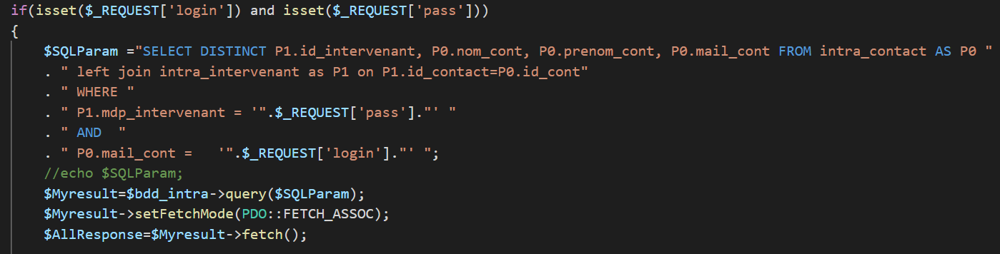 if(isset($_REQUEST['login']) and isset($_REQUEST['pass']))
{
$SQLParam ="SELECT DISTINCT P1.id_intervenant, P0.nom_cont, P0.prenom_cont, P0.mail_cont FROM intra_contact AS P0 "
. " left join intra_intervenant as P1 on P1.id_contact=P0.id_cont"
. " WHERE "
. " P1.mdp_intervenant = '".$_REQUEST['pass']."' "
. " AND  "
. " P0.mail_cont =   '".$_REQUEST['login']."' ";
//echo $SQLParam;
$Myresult=$bdd_intra->query($SQLParam);
$Myresult->setFetchMode(PDO::FETCH_ASSOC);
$AllResponse=$Myresult->fetch();